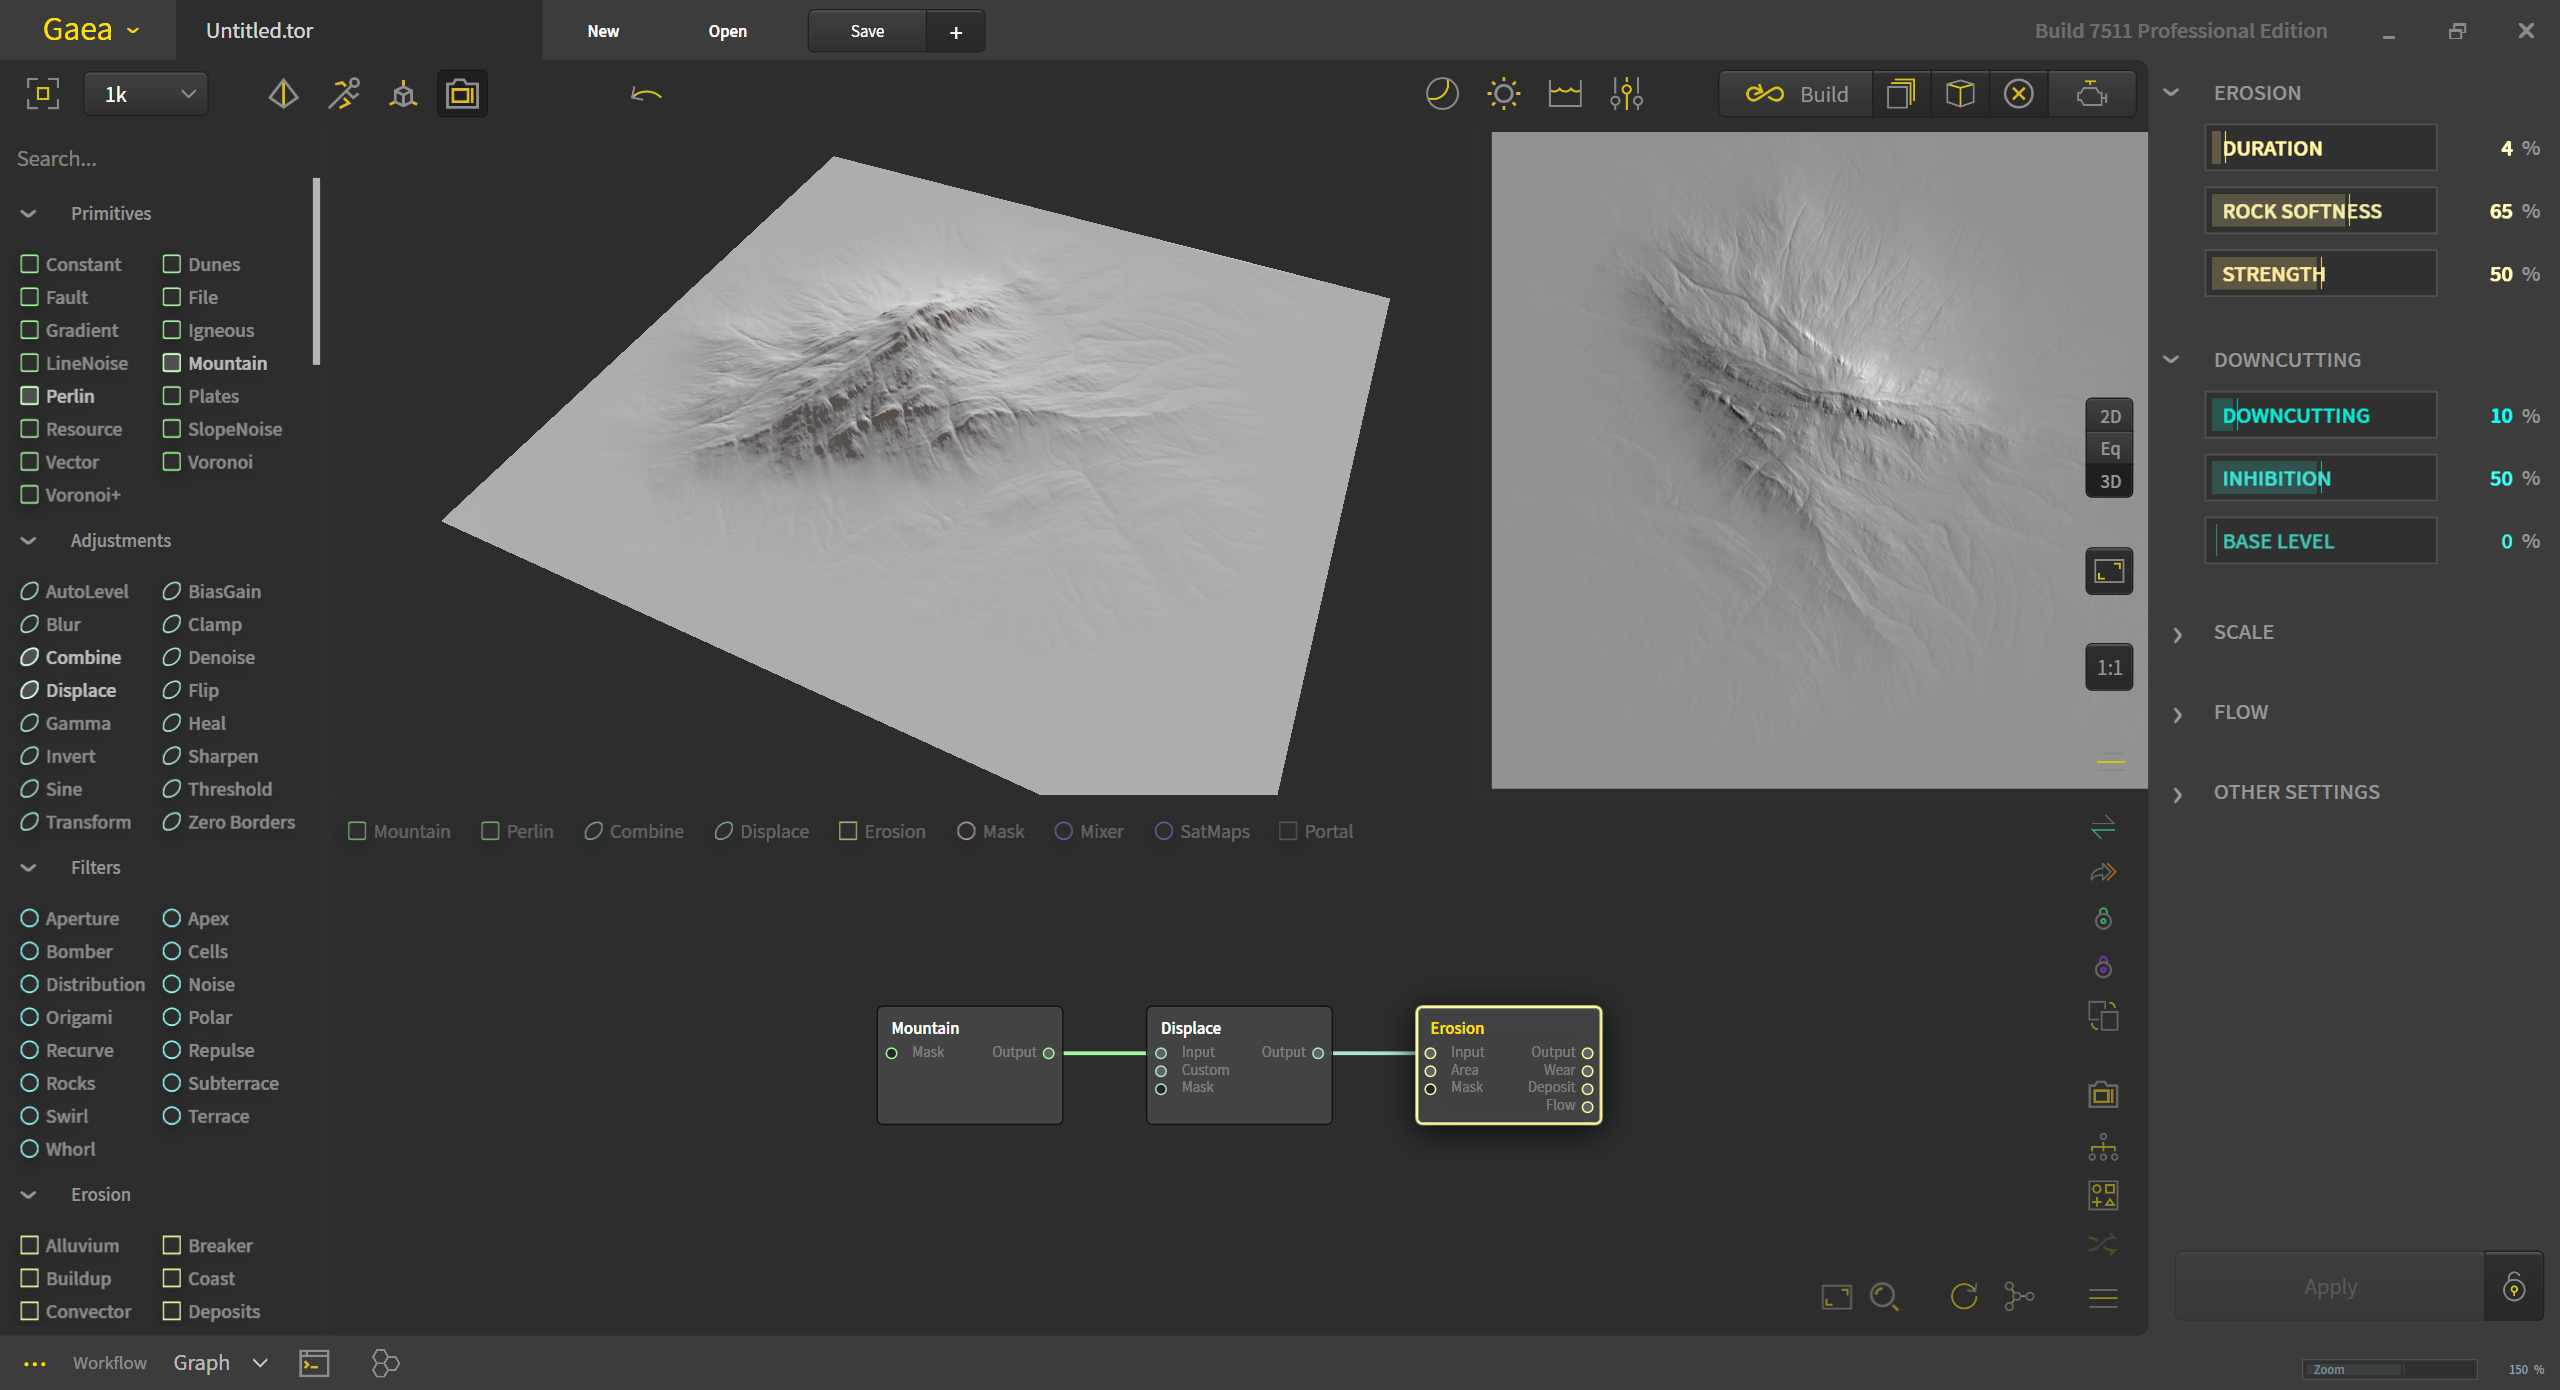 Gaea
Untitled.tor
New
Open
Save
+
Build 7511 Professional Edition
1k
Build
Search...
Primitives
Constant Dunes
Fault File
Gradient Igneous
LineNoise Mountain
Perlin Plates
Resource SlopeNoise
Vector Voronoi
Voronoi+
Adjustments
AutoLevel BiasGain
Blur Clamp
Combine Denoise
Displace Flip
Gamma Heal
Invert Sharpen
Sine Threshold
Transform Zero Borders
Filters
Aperture Apex
Bomber Cells
Distribution Noise
Origami Polar
Recurve Repulse
Rocks Subterrace
Swirl Terrace
Whorl
Erosion
Alluvium Breaker
Buildup Coast
Convector Deposits
2D
Eq
3D
1:1
Mountain Perlin Combine Displace Erosion Mask Mixer SatMaps Portal
Mountain
Mask Output
Displace
Input Output
Custom
Mask
Erosion
Input Output
Area Wear
Mask Deposit
Flow
EROSION
DURATION 4 %
ROCK SOFTNESS 65 %
STRENGTH 50 %
DOWNCUTTING
DOWNCUTTING 10 %
INHIBITION 50 %
BASE LEVEL 0 %
SCALE
FLOW
OTHER SETTINGS
Apply
Workflow Graph
Zoom 150 %